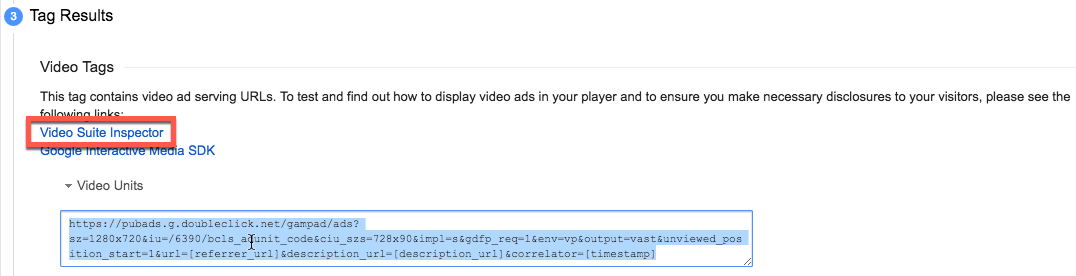 3 Tag Results
Video Tags
This tag contains video ad serving URLs. To test and find out how to display video ads in your player and to ensure you make necessary disclosures to your visitors, please see the
following links:
Video Suite Inspector
Google Interactive Media SDK
Video Units
https://pubads.g.doubleclick.net/gampad/ads?
sz=1280x720&iu=/6390/bcls_adunit_code&ciu_szs=728x90&impl=s&gdfp_req=1&env=vp&output=vast&unviewed_pos
ition_start=1&url=[referrer_url]&description_url=[description_url]&correlator=[timestamp]